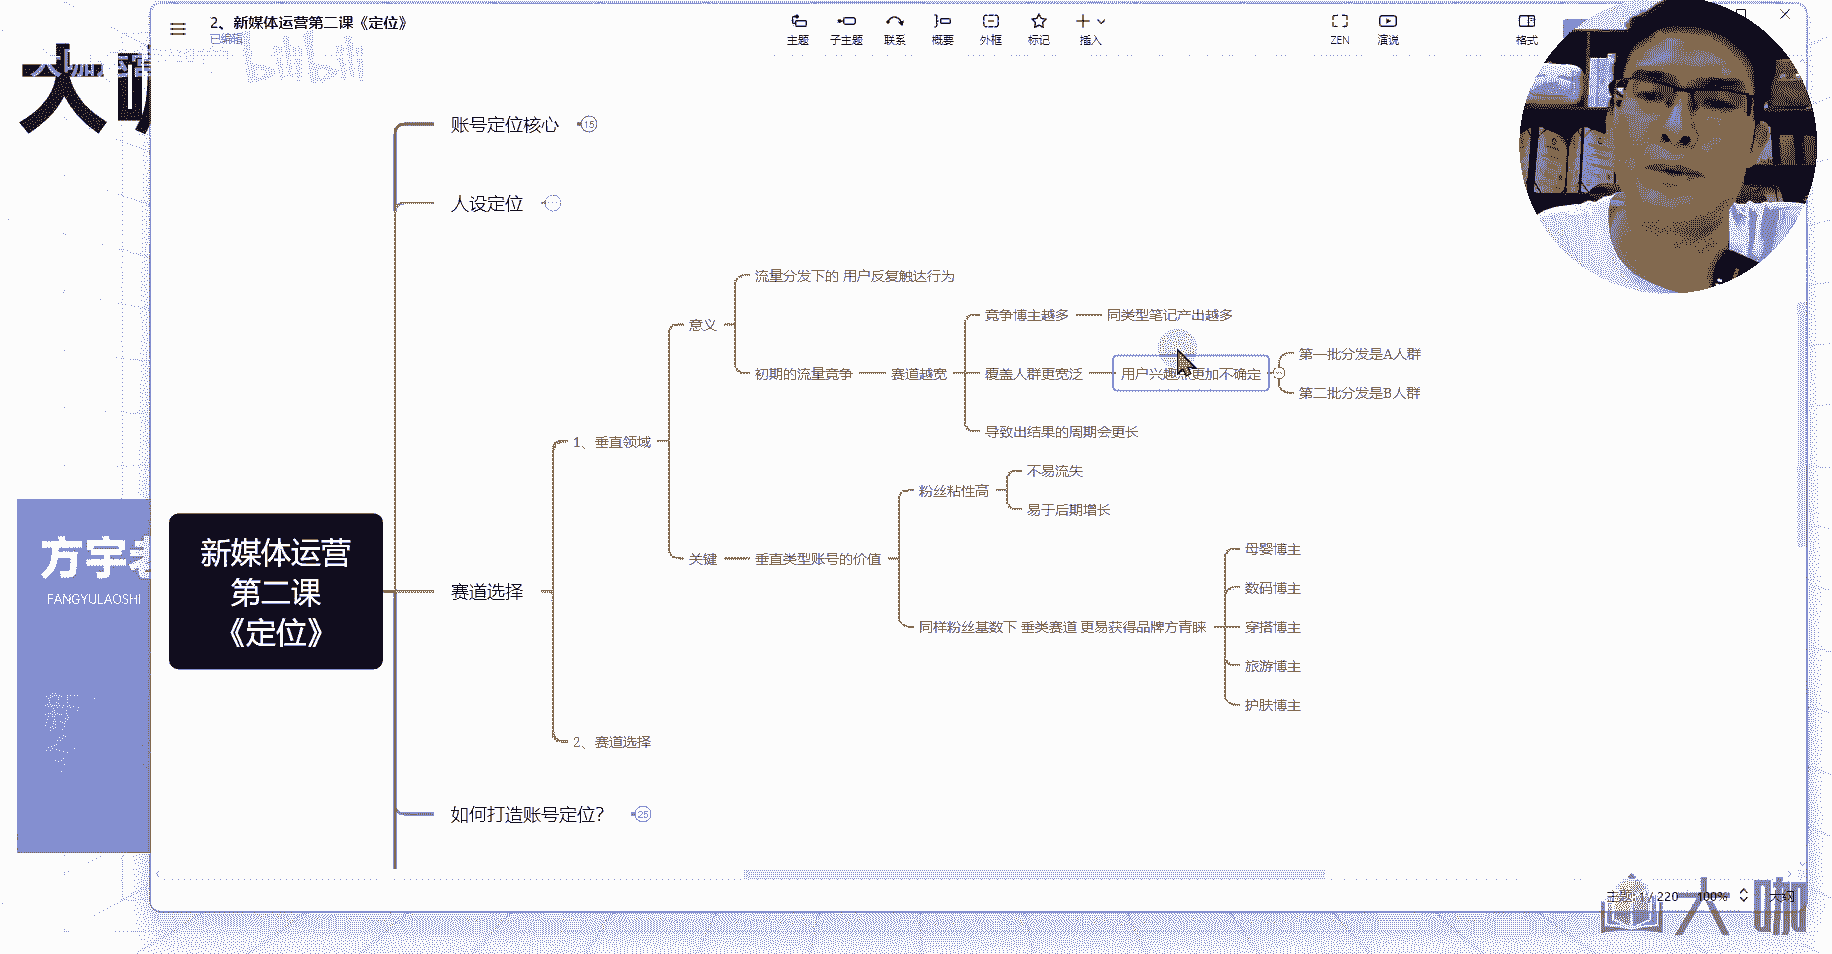 2、新媒体运营第二课《定位》
已编辑
主题
子主题
联系
概要
外框
标记
插入
ZEN
演说
格式
大咖
bilibili
账号定位核心
15
人设定位
流量分发下的 用户反复触达行为
意义
竞争博主越多
同类型笔记产出越多
第一批分发是A人群
初期的流量竞争
赛道越宽
覆盖人群更宽泛
用户兴趣
更加不确定
第二批分发是B人群
导致出结果的周期会更长
1、垂直领域
不易流失
粉丝粘性高
易于后期增长
关键
垂直类型账号的价值
母婴博主
数码博主
同样粉丝基数下 垂类赛道 更易获得品牌方青睐
穿搭博主
旅游博主
护肤博主
新媒体运营
第二课
《定位》
赛道选择
2、赛道选择
如何打造账号定位？
25
方宇老
FANGYULAOSHI
220
100%
大咖